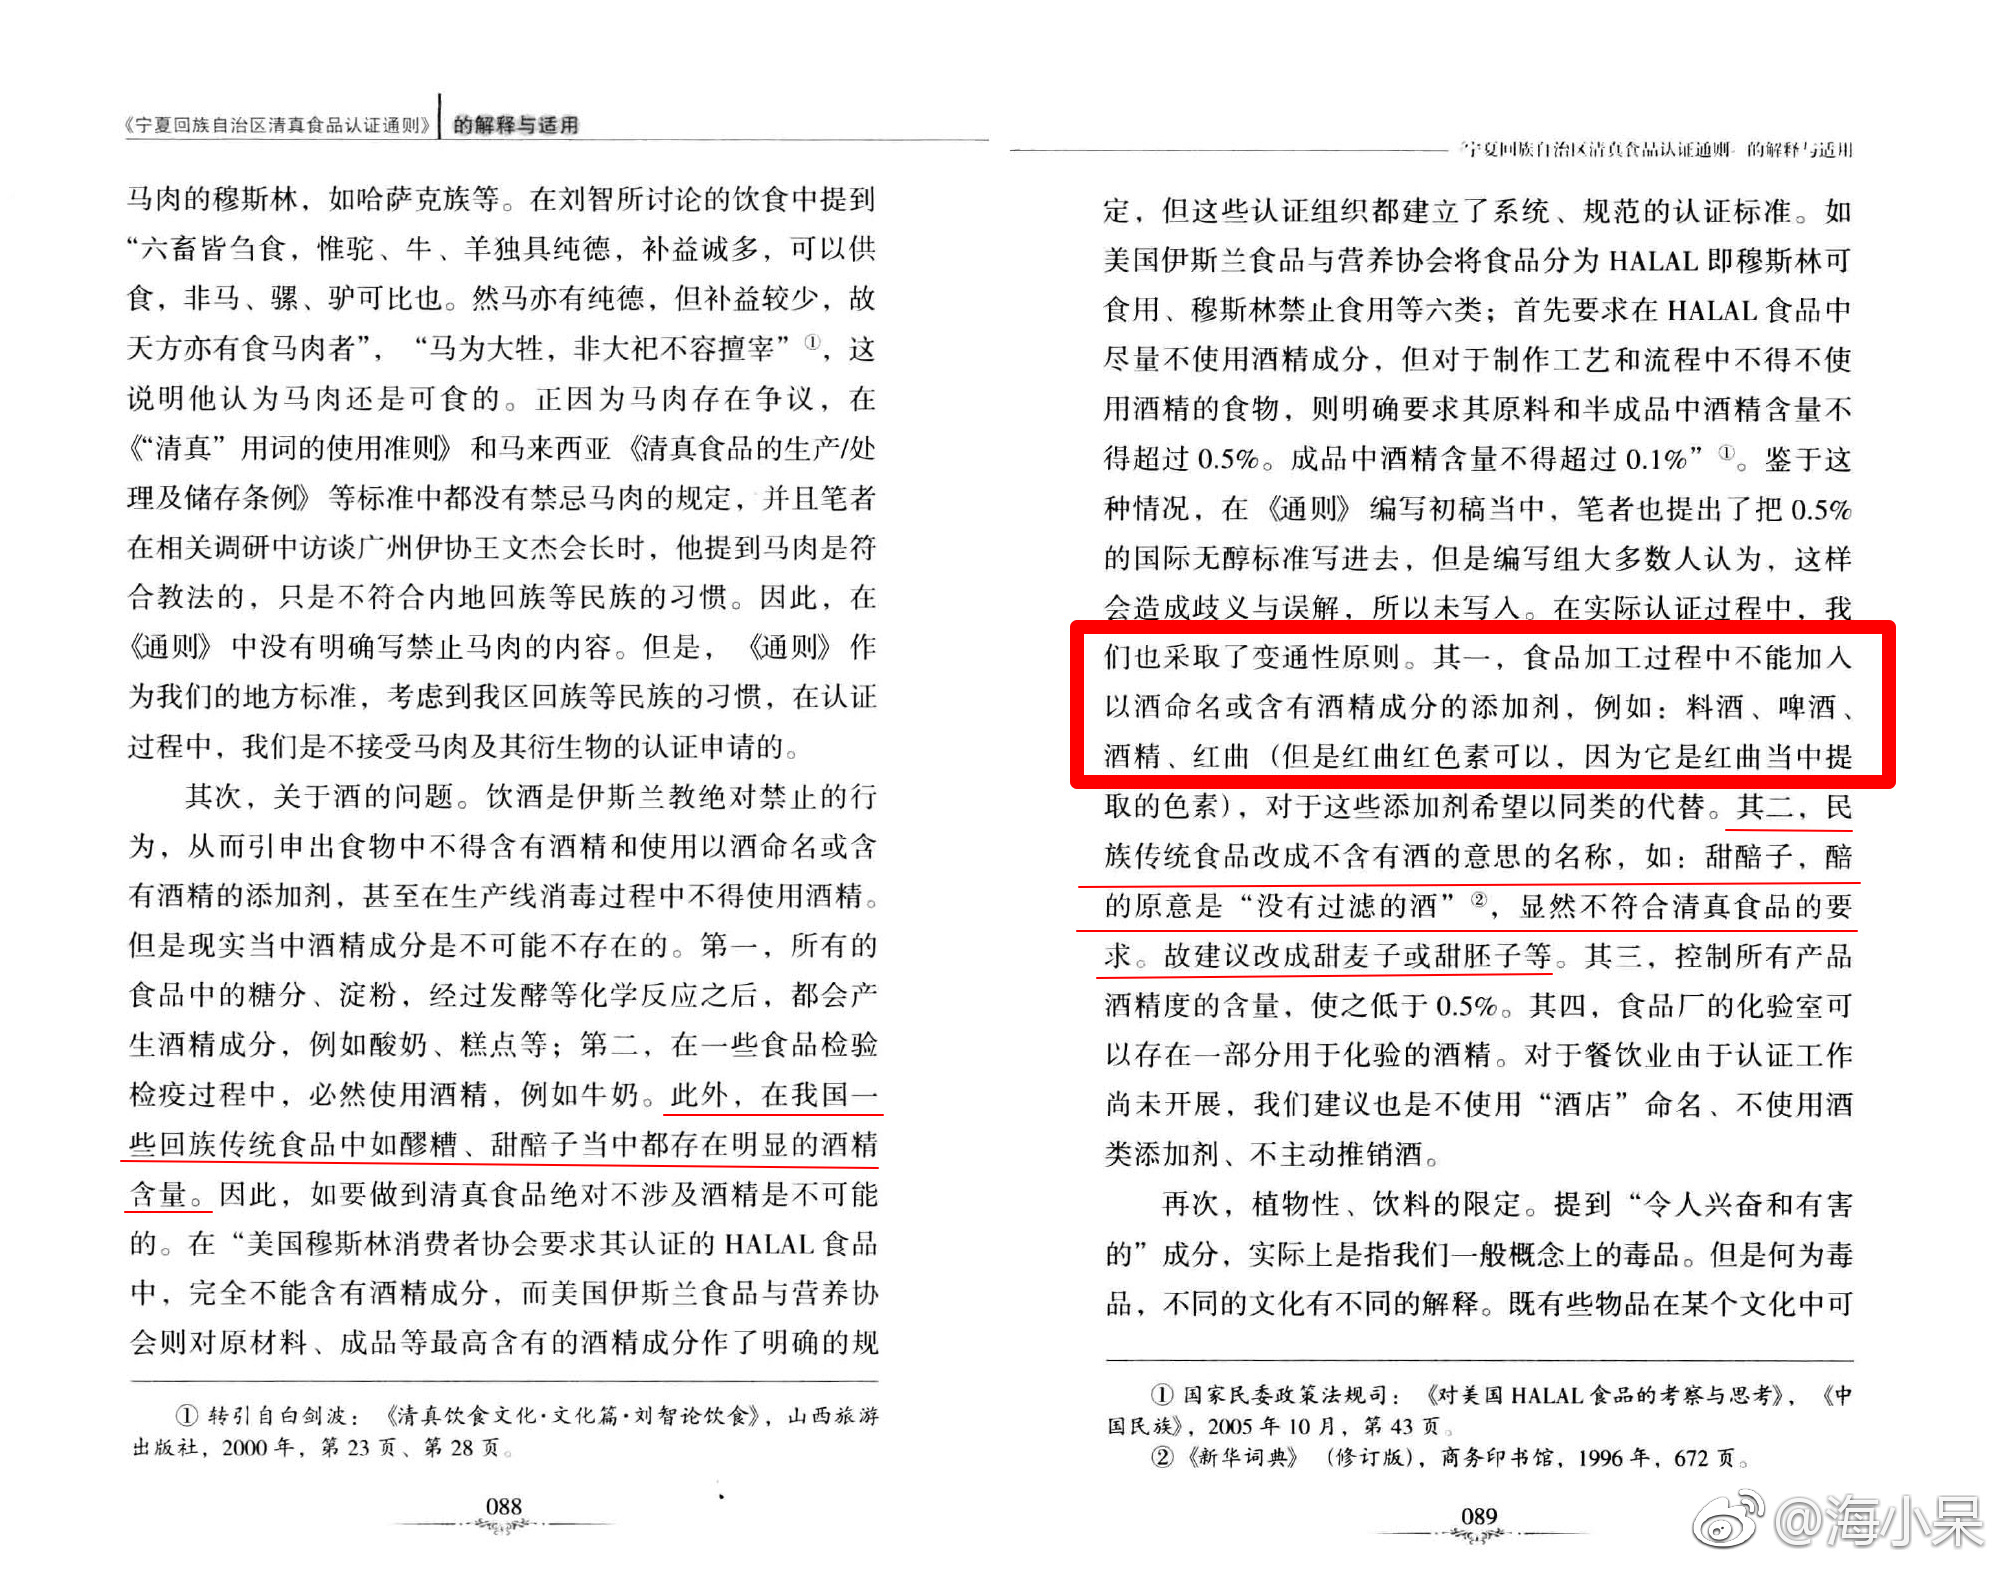 《宁夏回族自治区清真食品认证通则》的解释与适用
马肉的穆斯林，如哈萨克族等。在刘智所讨论的饮食中提到
“六畜皆刍食，惟驼、牛、羊独具纯德，补益诚多，可以供
食，非马、骡、驴可比也。然马亦有纯德，但补益较少，故
天方亦有食马肉者”，“马为大牲，非大祀不容擅宰”①，这
说明他认为马肉还是可食的。正因为马肉存在争议，在
《“清真”用词的使用准则》和马来西亚《清真食品的生产/处
理及储存条例》等标准中都没有禁忌马肉的规定，并且笔者
在相关调研中访谈广州伊协王文杰会长时，他提到马肉是符
合教法的，只是不符合内地回族等民族的习惯。因此，在
《通则》中没有明确写禁止马肉的内容。但是，《通则》作
为我们的地方标准，考虑到我区回族等民族的习惯，在认证
过程中，我们是不接受马肉及其衍生物的认证申请的。
其次，关于酒的问题。饮酒是伊斯兰教绝对禁止的行
为，从而引申出食物中不得含有酒精和使用以酒命名或含
有酒精的添加剂，甚至在生产线消毒过程中不得使用酒精。
但是现实当中酒精成分是不可能不存在的。第一，所有的
食品中的糖分、淀粉，经过发酵等化学反应之后，都会产
生酒精成分，例如酸奶、糕点等；第二，在一些食品检验
检疫过程中，必然使用酒精，例如牛奶。此外，在我国一
些回族传统食品中如醪糟、甜醅子当中都存在明显的酒精
含量。因此，如要做到清真食品绝对不涉及酒精是不可能
的。在“美国穆斯林消费者协会要求其认证的 HALAL 食品
中，完全不能含有酒精成分，而美国伊斯兰食品与营养协
会则对原材料、成品等最高含有的酒精成分作了明确的规
① 转引自白剑波：《清真饮食文化·文化篇·刘智论饮食》，山西旅游
出版社，2000 年，第 23 页、第 28 页。
088
宁夏回族自治区清真食品认证通则 的解释与适用
定，但这些认证组织都建立了系统、规范的认证标准。如
美国伊斯兰食品与营养协会将食品分为 HALAL 即穆斯林可
食用、穆斯林禁止食用等六类；首先要求在 HALAL 食品中
尽量不使用酒精成分，但对于制作工艺和流程中不得不使
用酒精的食物，则明确要求其原料和半成品中酒精含量不
得超过 0.5%。成品中酒精含量不得超过 0.1%”①。鉴于这
种情况，在《通则》编写初稿当中，笔者也提出了把 0.5%
的国际无醇标准写进去，但是编写组大多数人认为，这样
会造成歧义与误解，所以未写入。在实际认证过程中，我
们也采取了变通性原则。其一，食品加工过程中不能加入
以酒命名或含有酒精成分的添加剂，例如：料酒、啤酒、
酒精、红曲（但是红曲红色素可以，因为它是红曲当中提
取的色素），对于这些添加剂希望以同类的代替。其二，民
族传统食品改成不含有酒的意思的名称，如：甜醅子，醅
的原意是“没有过滤的酒”②，显然不符合清真食品的要
求。故建议改成甜麦子或甜胚子等。其三，控制所有产品
酒精度的含量，使之低于 0.5%。其四，食品厂的化验室可
以存在一部分用于化验的酒精。对于餐饮业由于认证工作
尚未开展，我们建议也是不使用“酒店”命名、不使用酒
类添加剂、不主动推销酒。
再次，植物性、饮料的限定。提到“令人兴奋和有害
的”成分，实际上是指我们一般概念上的毒品。但是何为毒
品，不同的文化有不同的解释。既有些物品在某个文化中可
① 国家民委政策法规司：《对美国 HALAL 食品的考察与思考》，《中
国民族》，2005 年 10 月，第 43 页。
②《新华词典》（修订版），商务印书馆，1996 年，672 页。
089
@海小呆